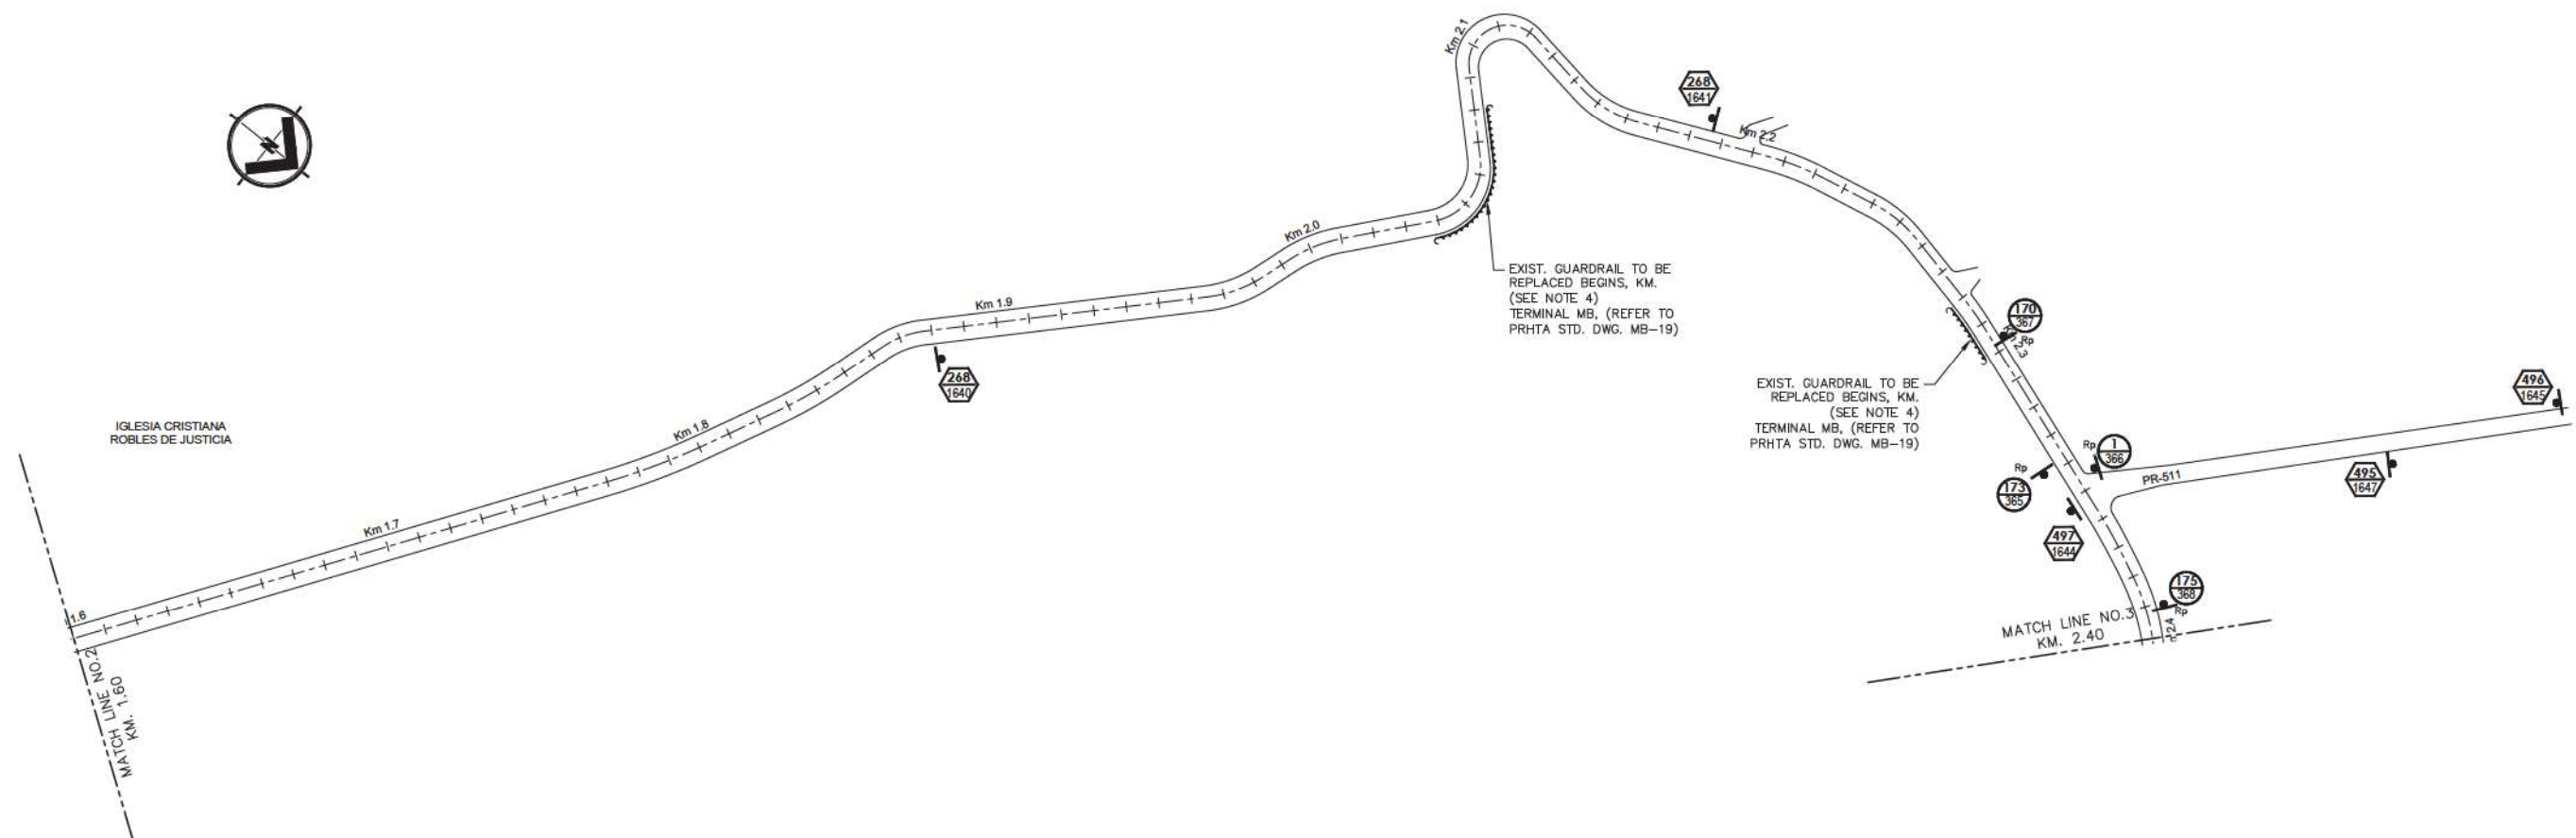 Km 2.1
268
1641
Km 2.2
Km 2.0
EXIST. GUARDRAIL TO BE
REPLACED BEGINS, KM.
(SEE NOTE 4)
TERMINAL MB, (REFER TO
PRHTA STD. DWG. MB-19)
Km 1.9
268
1640
170
367
Rp
2.3
EXIST. GUARDRAIL TO BE
REPLACED BEGINS, KM.
(SEE NOTE 4)
TERMINAL MB, (REFER TO
PRHTA STD. DWG. MB-19)
496
1645
IGLESIA CRISTIANA
ROBLES DE JUSTICIA
Km 1.8
Rp
1
366
Rp
173
365
PR-511
495
1647
Km 1.7
497
1644
175
368
Rp
1.6
MATCH LINE NO.2
KM. 1.60
MATCH LINE NO.3
KM. 2.40
2.4